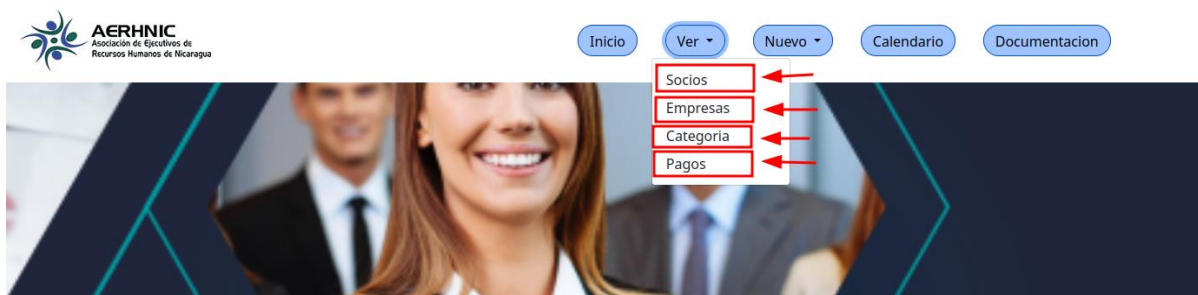 AERHNIC
Asociación de Ejecutivos de
Recursos Humanos de Nicaragua
Inicio
Ver
Nuevo
Calendario
Documentacion
Socios
Empresas
Categoria
Pagos